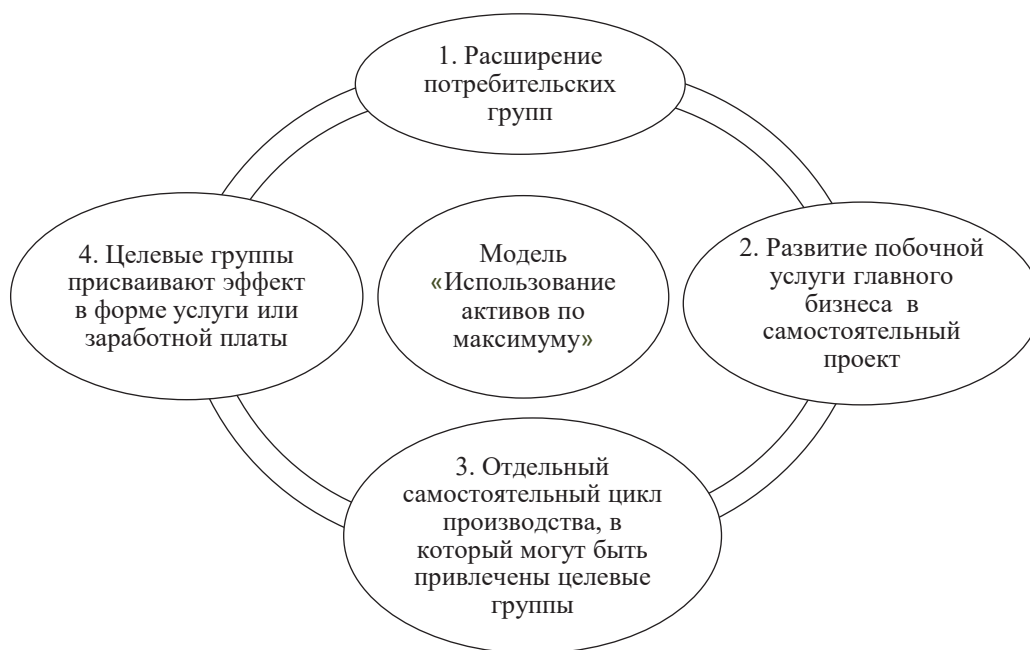 1. Расширение
потребительских
групп
4. Целевые группы
присваивают эффект
в форме услуги или
заработной платы
Модель
«Использование
активов по
максимуму»
2. Развитие побочной
услуги главного
бизнеса в
самостоятельный
проект
3. Отдельный
самостоятельный цикл
производства, в
который могут быть
привлечены целевые
группы